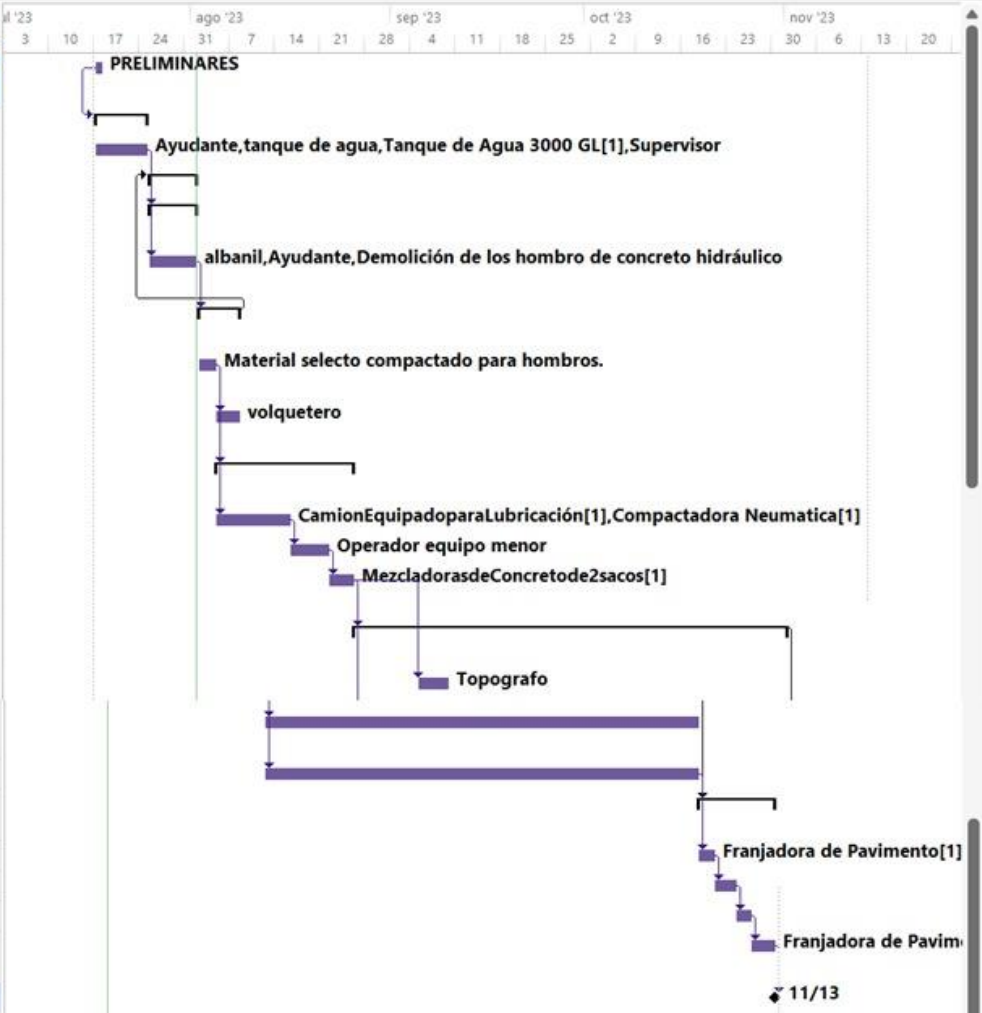 ul '23 ago '23 sep '23 oct '23 nov '23
3 10 17 24 31 7 14 21 28 4 11 18 25 2 9 16 23 30 6 13 20
PRELIMINARES
Ayudante,tanque de agua,Tanque de Agua 3000 GL[1],Supervisor
albanil,Ayudante,Demolición de los hombro de concreto hidráulico
Material selecto compactado para hombros.
volquetero
CamionEquipadoparaLubricación[1],Compactadora Neumatica[1]
Operador equipo menor
MezcladorasdeConcretode2sacos[1]
Topografo
Franjadora de Pavimento[1]
Franjadora de Pavim
11/13